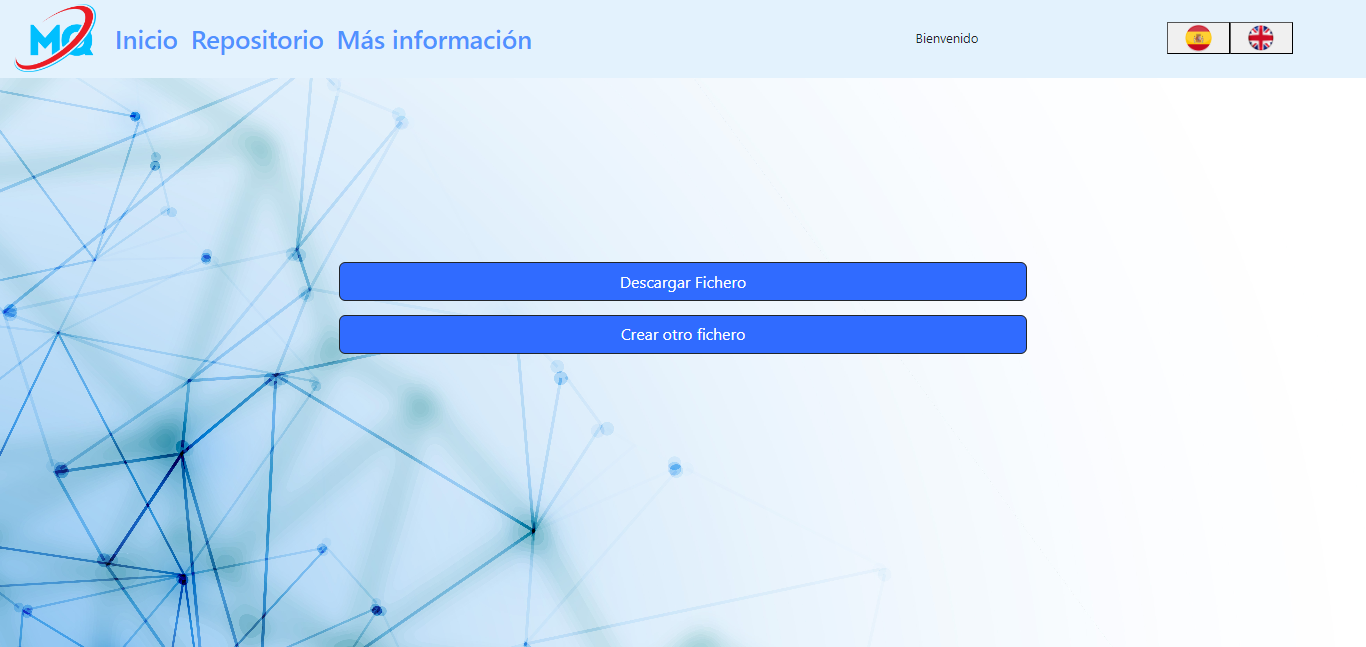 MQ
Inicio Repositorio Más información
Bienvenido
Descargar Fichero
Crear otro fichero